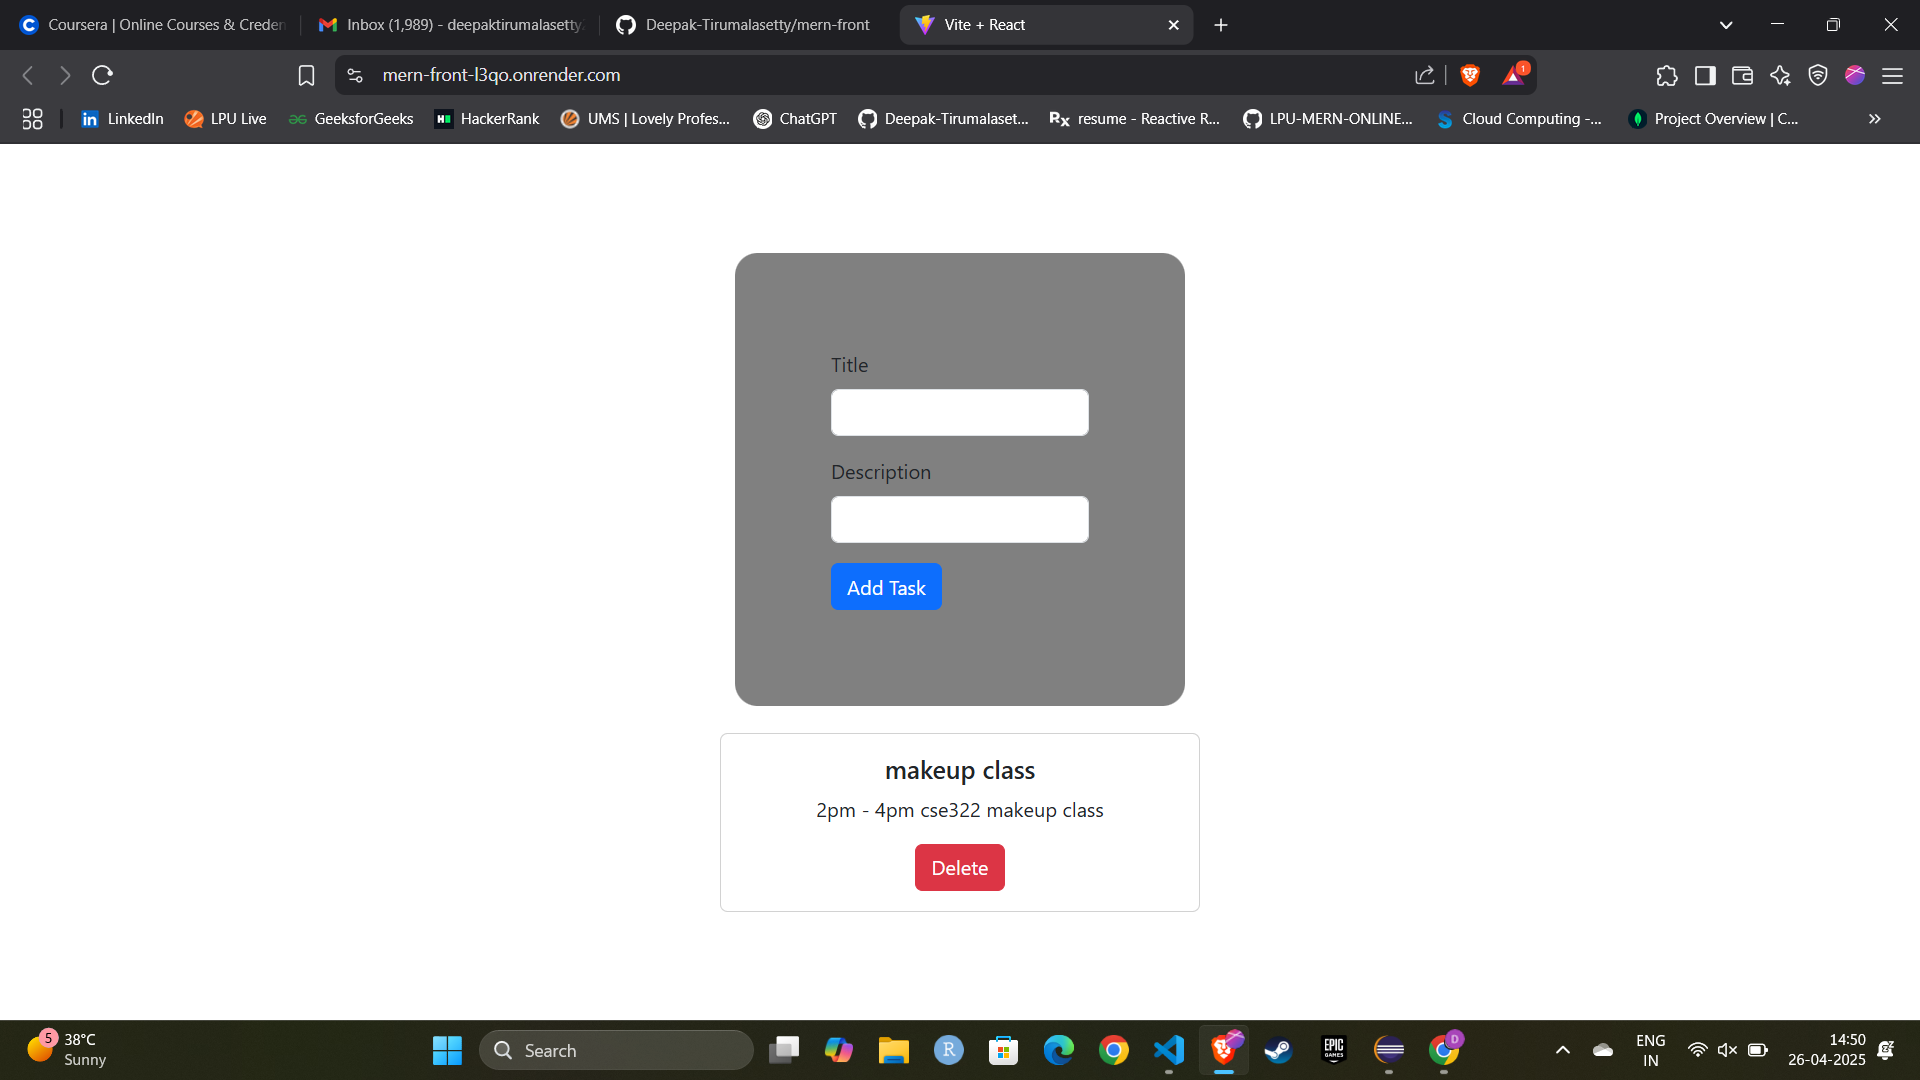 Coursera | Online Courses & Creden
Inbox (1,989) - deepaktirumalasetty
Deepak-Tirumalasetty/mern-front
Vite + React
mern-front-l3qo.onrender.com
1
LinkedIn
LPU Live
GeeksforGeeks
HackerRank
UMS | Lovely Profes...
ChatGPT
Deepak-Tirumalaset...
Rx resume - Reactive R...
LPU-MERN-ONLINE...
Cloud Computing -...
Project Overview | C...
Title
Description
Add Task
makeup class
2pm - 4pm cse322 makeup class
Delete
5
38°C
Sunny
Search
R
EPIC
GAMES
D
ENG
IN
14:50
26-04-2025